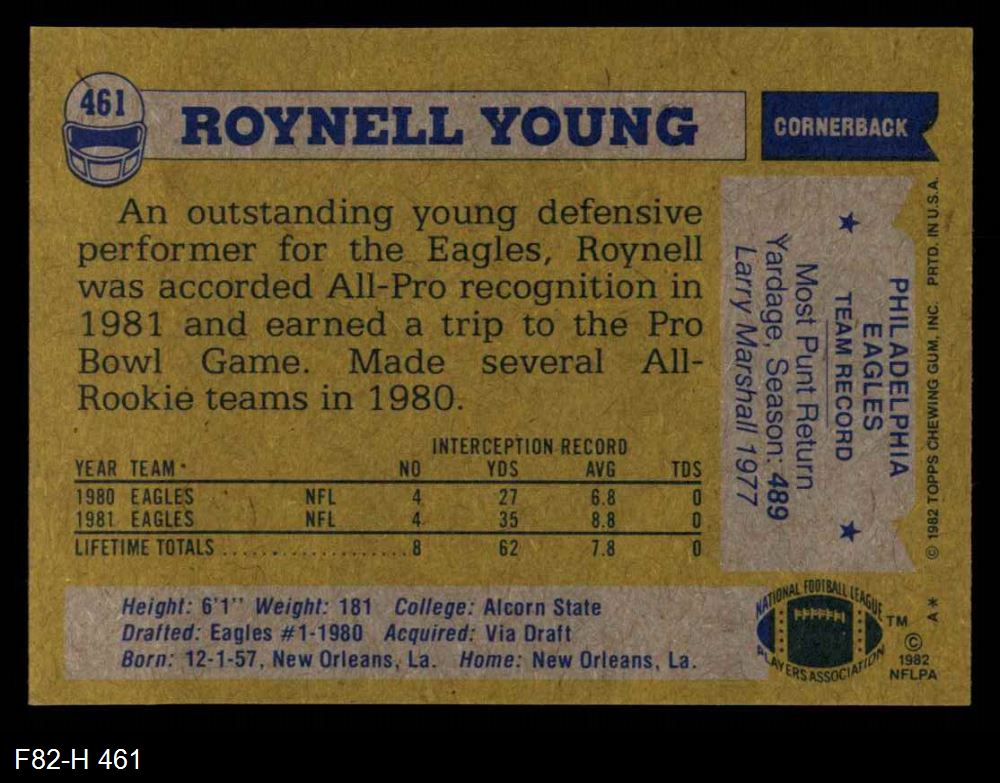 461
ROYNELL YOUNG
CORNERBACK
An outstanding young defensive
performer for the Eagles, Roynell
was accorded All-Pro recognition in
1981 and earned a trip to the Pro
Bowl Game. Made several All-
Rookie teams in 1980.
INTERCEPTION RECORD
YEAR TEAM NO YDS AVG TDS
1980 EAGLES NFL 4 27 6.8 0
1981 EAGLES NFL 4 35 8.8 0
LIFETIME TOTALS ................... 8 62 7.8 0
Height: 6'1" Weight: 181 College: Alcorn State
Drafted: Eagles #1-1980 Acquired: Via Draft
Born: 12-1-57, New Orleans, La. Home: New Orleans, La.
PHILADELPHIA
EAGLES
★ TEAM RECORD ★
Most Punt Return
Yardage, Season: 489
Larry Marshall 1977
© 1982 TOPPS CHEWING GUM, INC. PRTD. IN U.S.A.
A*
NATIONAL FOOTBALL LEAGUE
PLAYERS ASSOCIATION
TM
©
1982
NFLPA
F82-H 461